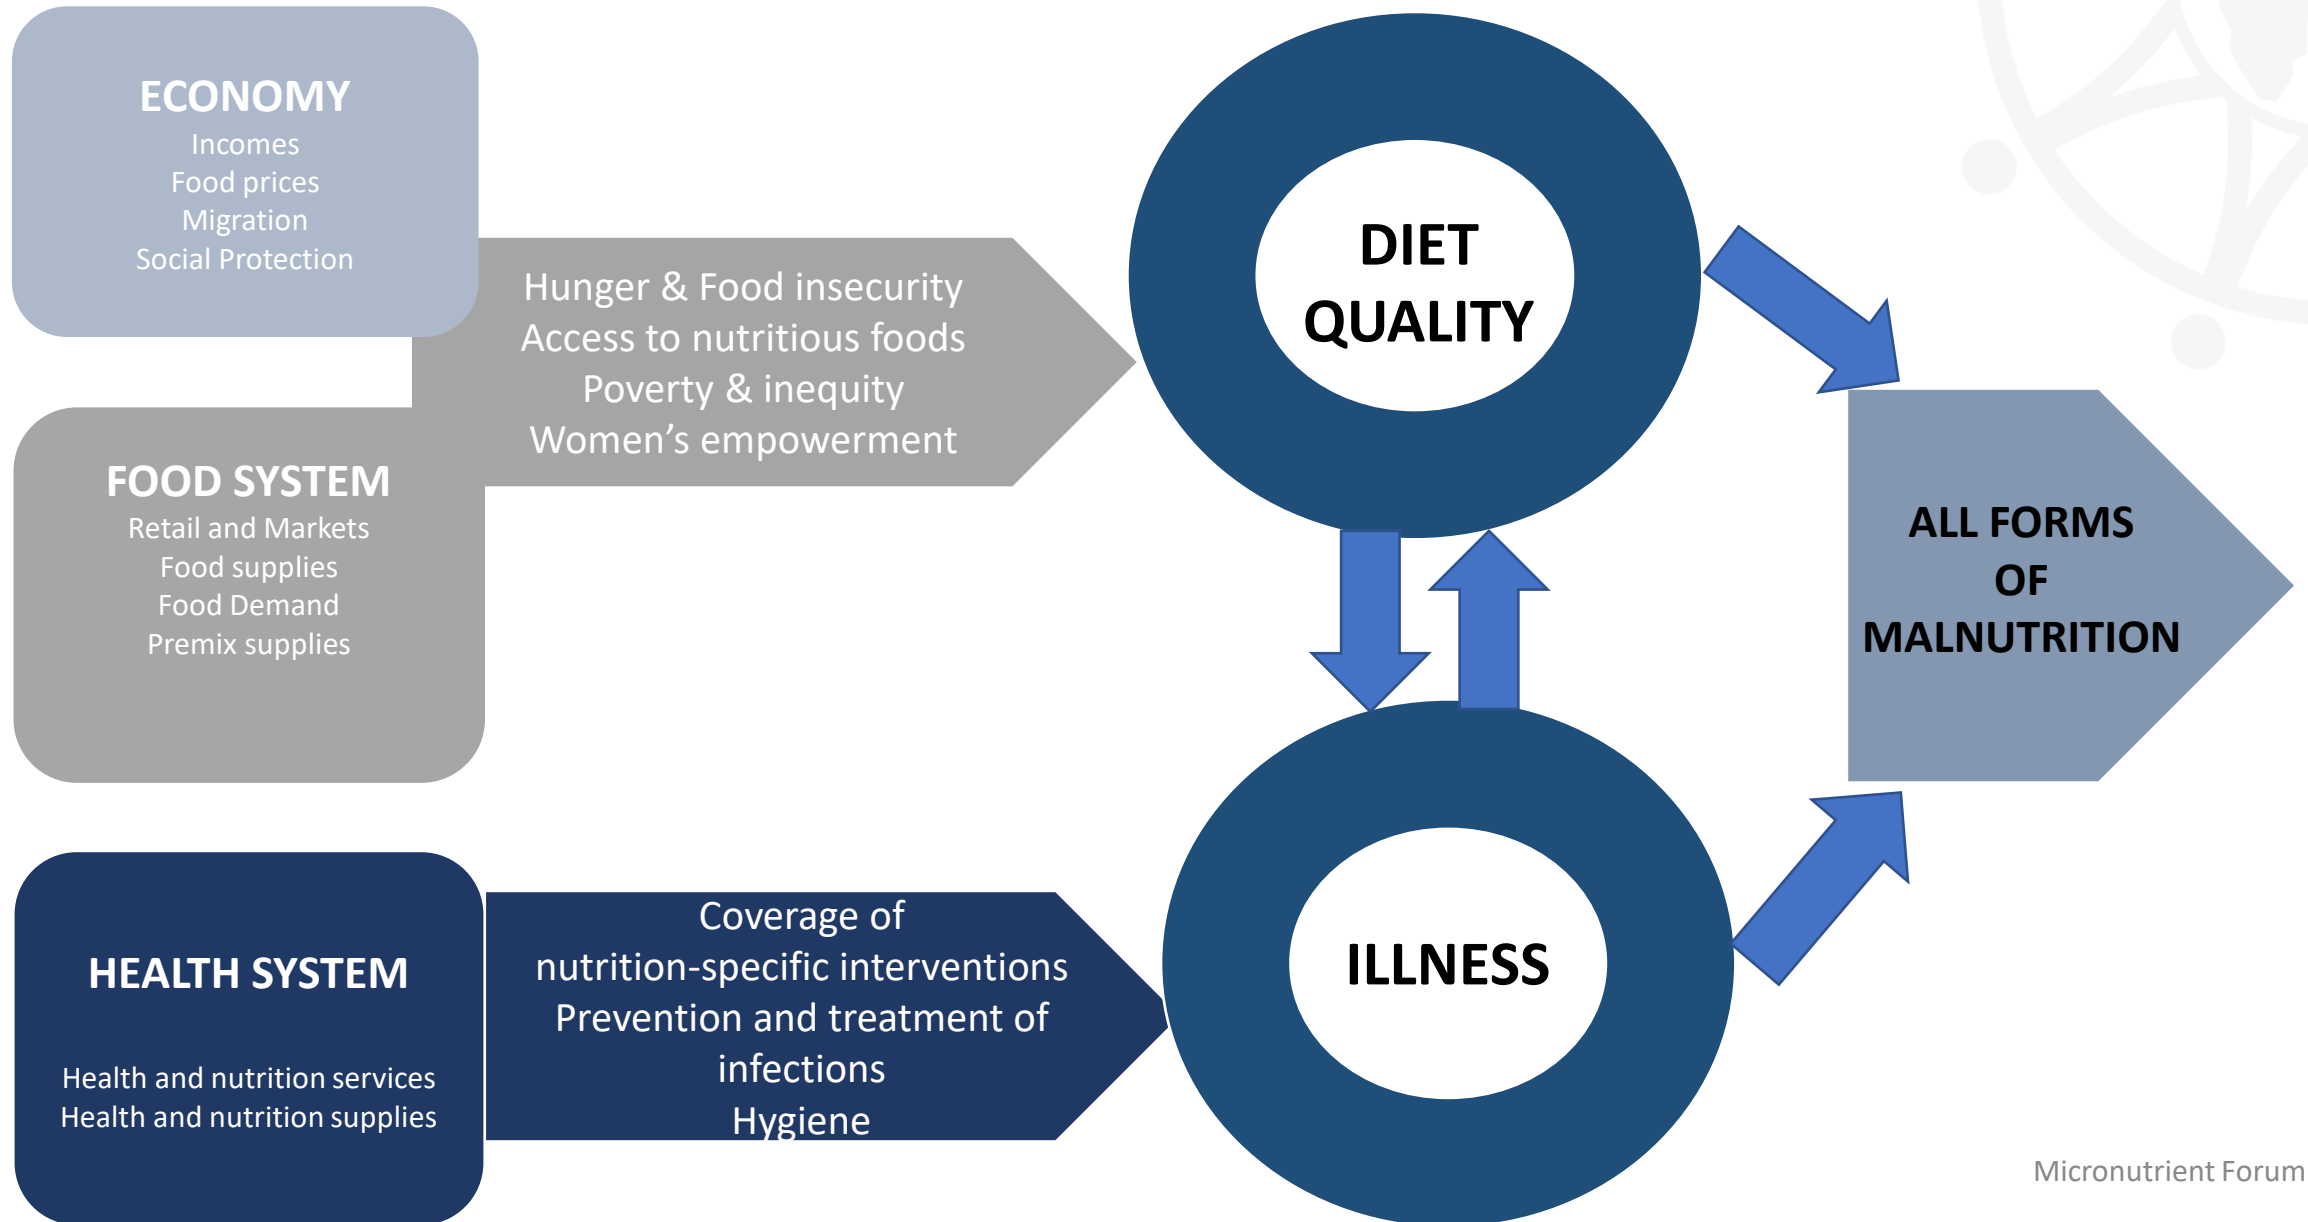 ECONOMY
Incomes
Food prices
Migration
Social Protection
Hunger & Food insecurity
Access to nutritious foods
Poverty & inequity
Women’s empowerment
FOOD SYSTEM
Retail and Markets
Food supplies
Food Demand
Premix supplies
HEALTH SYSTEM
Health and nutrition services
Health and nutrition supplies
Coverage of
nutrition-specific interventions
Prevention and treatment of
infections
Hygiene
DIET
QUALITY
ILLNESS
ALL FORMS
OF
MALNUTRITION
Micronutrient Forum